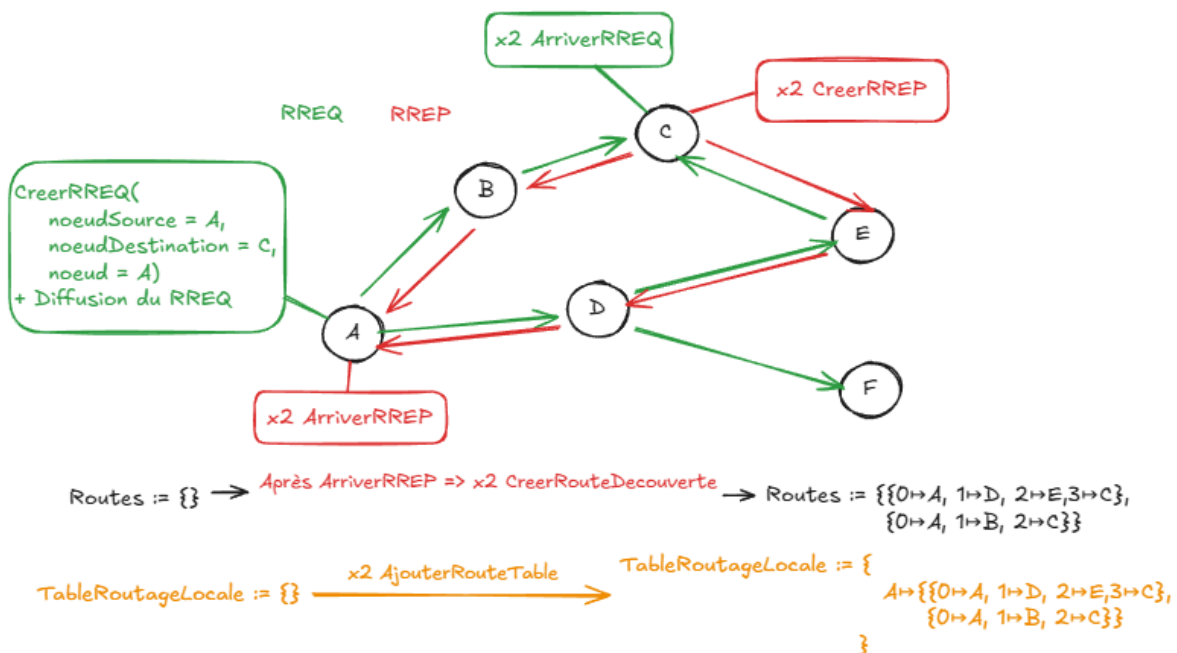 x2 ArriverRREQ
x2 CreerRREP
RREQ
RREP
C
B
CreerRREQ(
noeudSource = A,
noeudDestination = C,
noeud = A)
+ Diffusion du RREQ
E
D
A
F
x2 ArriverRREP
Routes := {}
Après ArriverRREP => x2 CreerRouteDecouverte
Routes := {{0↦A, 1↦D, 2↦E,3↦C},
{0↦A, 1↦B, 2↦C}}
TableRoutageLocale := {}
x2 AjouterRouteTable
TableRoutageLocale := {
A↦{{0↦A, 1↦D, 2↦E,3↦C},
{0↦A, 1↦B, 2↦C}}
}